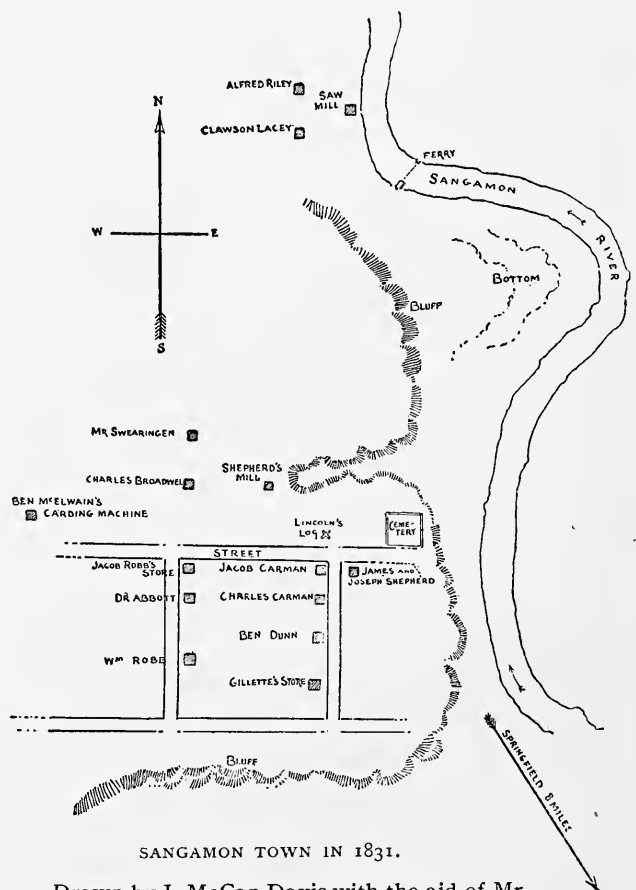 ALFRED RILEY
SAW
MILL
N
CLAWSON LACEY
FERRY
SANGAMON
RIVER
W E
BOTTOM
BLUFF
S
MR SWEARINGEN
CHARLES BROADWELL
SHEPHERD'S
MILL
BEN MCELWAIN'S
CARDING MACHINE
LINCOLN'S
LOG
CEME-
TERY
STREET
JACOB ROBB'S
STORE
JACOB CARMAN
JAMES AND
JOSEPH SHEPHERD
DR ABBOTT
CHARLES CARMAN
BEN DUNN
Wm ROBB
GILLETTE'S STORE
BLUFF
SPRINGFIELD 8 MILES
SANGAMON TOWN IN 1831.
Drawn by J. McCan Davis with the aid of Mr.